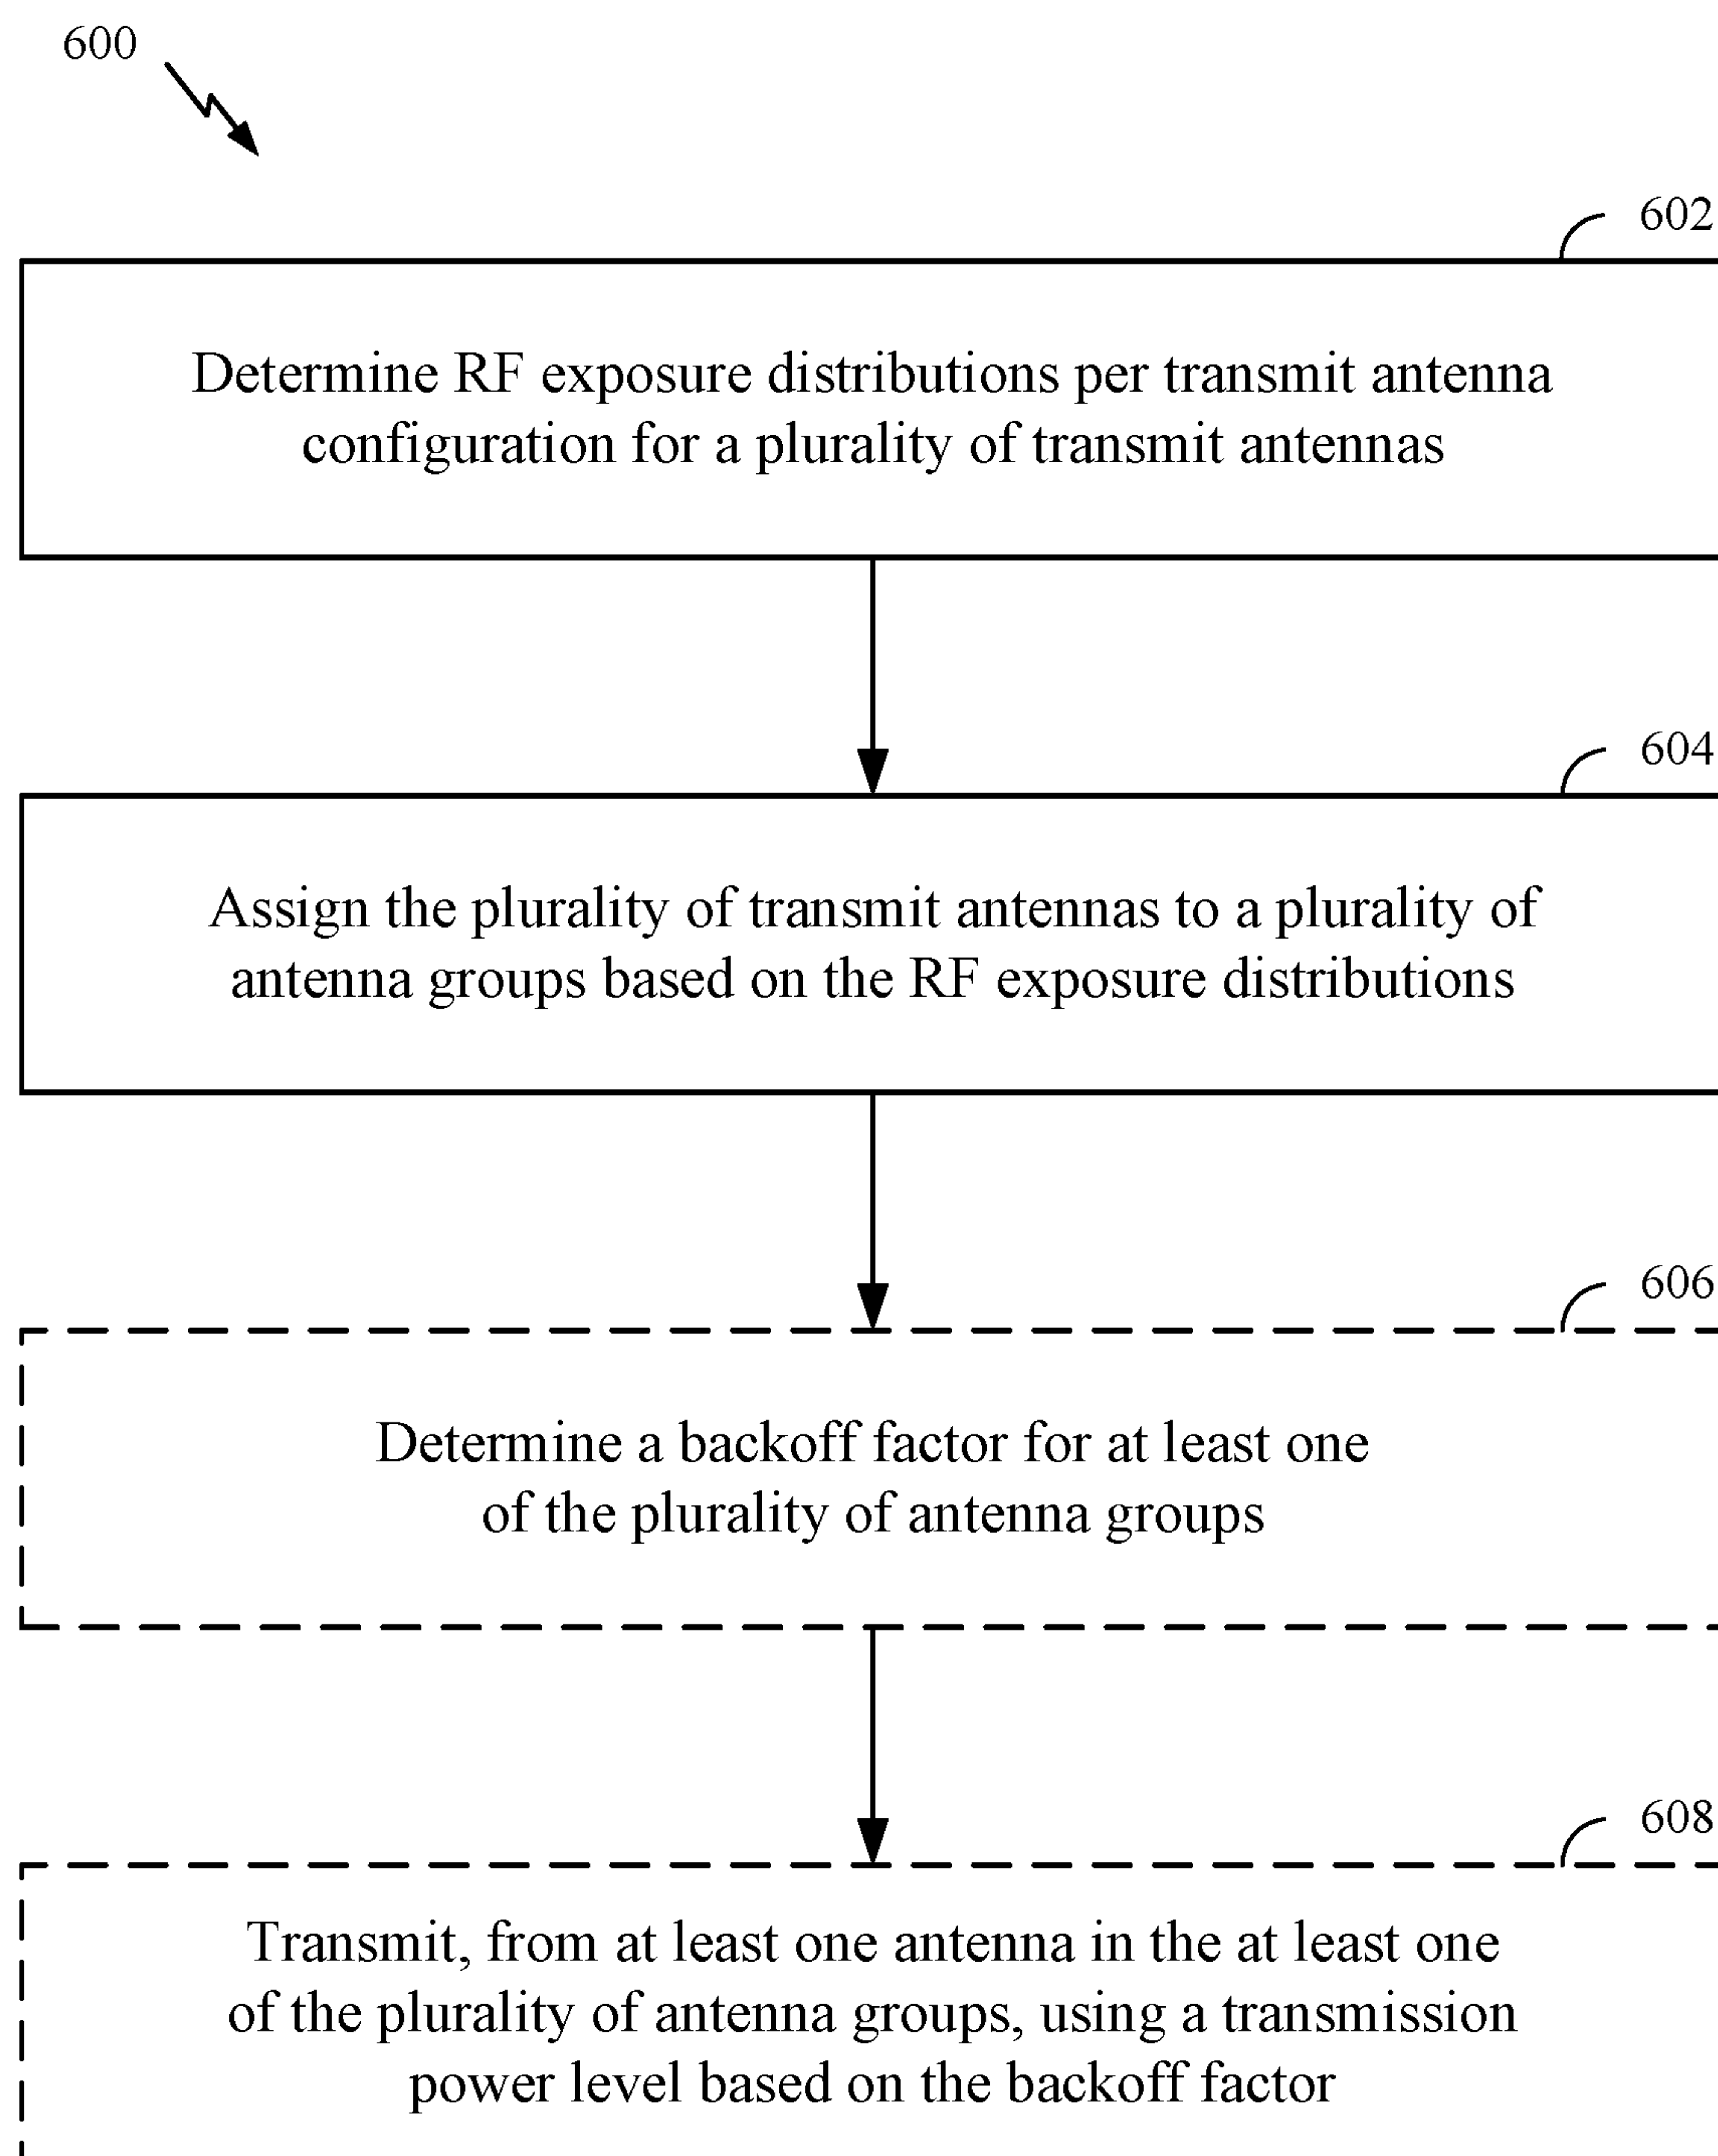 600
602
Determine RF exposure distributions per transmit antenna
configuration for a plurality of transmit antennas
604
Assign the plurality of transmit antennas to a plurality of
antenna groups based on the RF exposure distributions
606
Determine a backoff factor for at least one
of the plurality of antenna groups
608
Transmit, from at least one antenna in the at least one
of the plurality of antenna groups, using a transmission
power level based on the backoff factor